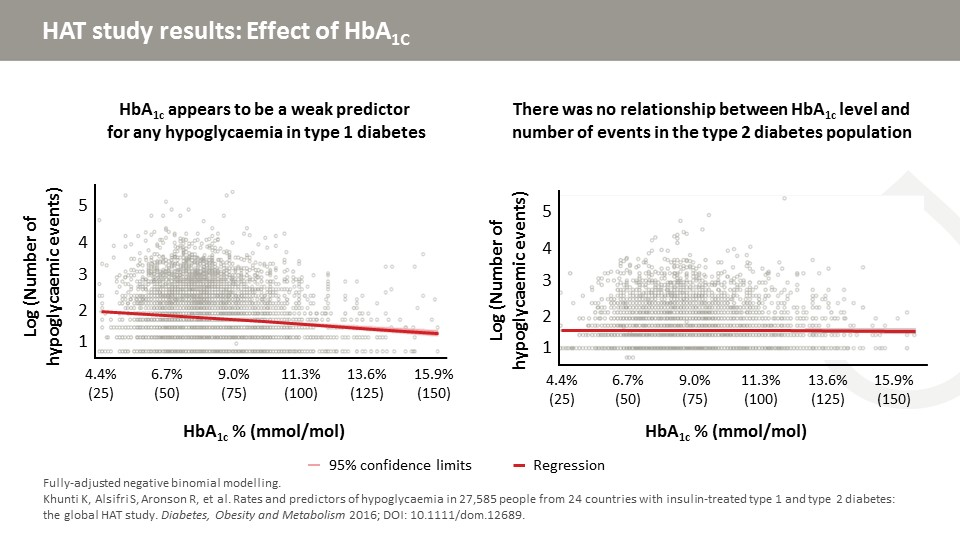 HAT study results: Effect of HbA1C
HbA1c appears to be a weak predictor
for any hypoglycaemia in type 1 diabetes
There was no relationship between HbA1c level and
number of events in the type 2 diabetes population
Log (Number of
hypoglycaemic events)
5
4
3
2
1
4.4% 6.7% 9.0% 11.3% 13.6% 15.9%
(25) (50) (75) (100) (125) (150)
HbA1c % (mmol/mol)
Log (Number of
hypoglycaemic events)
5
4
3
2
1
4.4% 6.7% 9.0% 11.3% 13.6% 15.9%
(25) (50) (75) (100) (125) (150)
HbA1c % (mmol/mol)
95% confidence limits Regression
Fully-adjusted negative binomial modelling.
Khunti K, Alsifri S, Aronson R, et al. Rates and predictors of hypoglycaemia in 27,585 people from 24 countries with insulin-treated type 1 and type 2 diabetes:
the global HAT study. Diabetes, Obesity and Metabolism 2016; DOI: 10.1111/dom.12689.